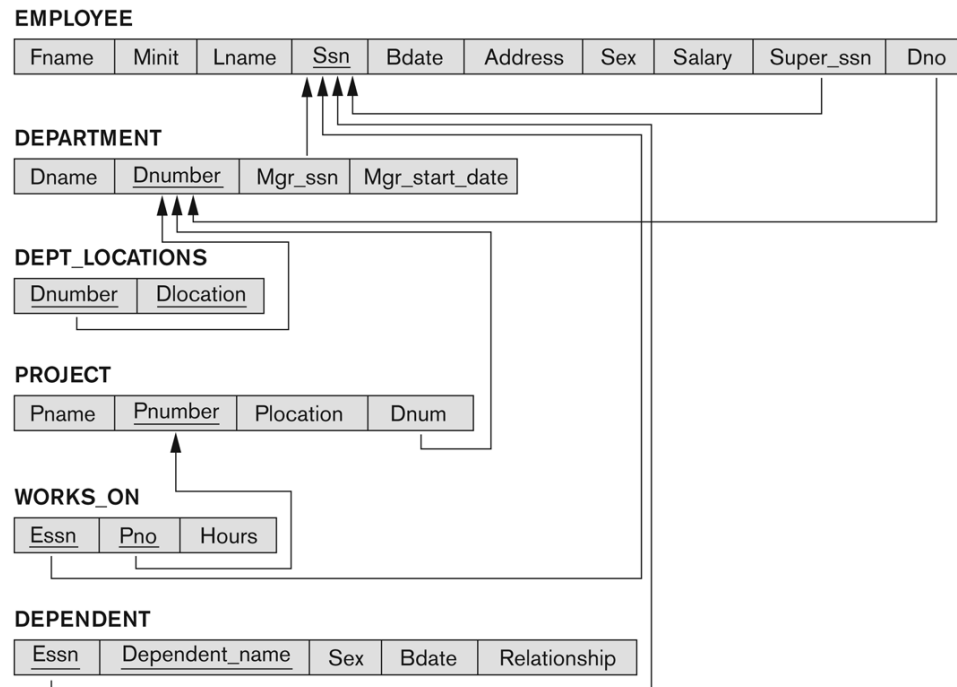 EMPLOYEE
Fname Minit Lname Ssn Bdate Address Sex Salary Super_ssn Dno
DEPARTMENT
Dname Dnumber Mgr_ssn Mgr_start_date
DEPT_LOCATIONS
Dnumber Dlocation
PROJECT
Pname Pnumber Plocation Dnum
WORKS_ON
Essn Pno Hours
DEPENDENT
Essn Dependent_name Sex Bdate Relationship